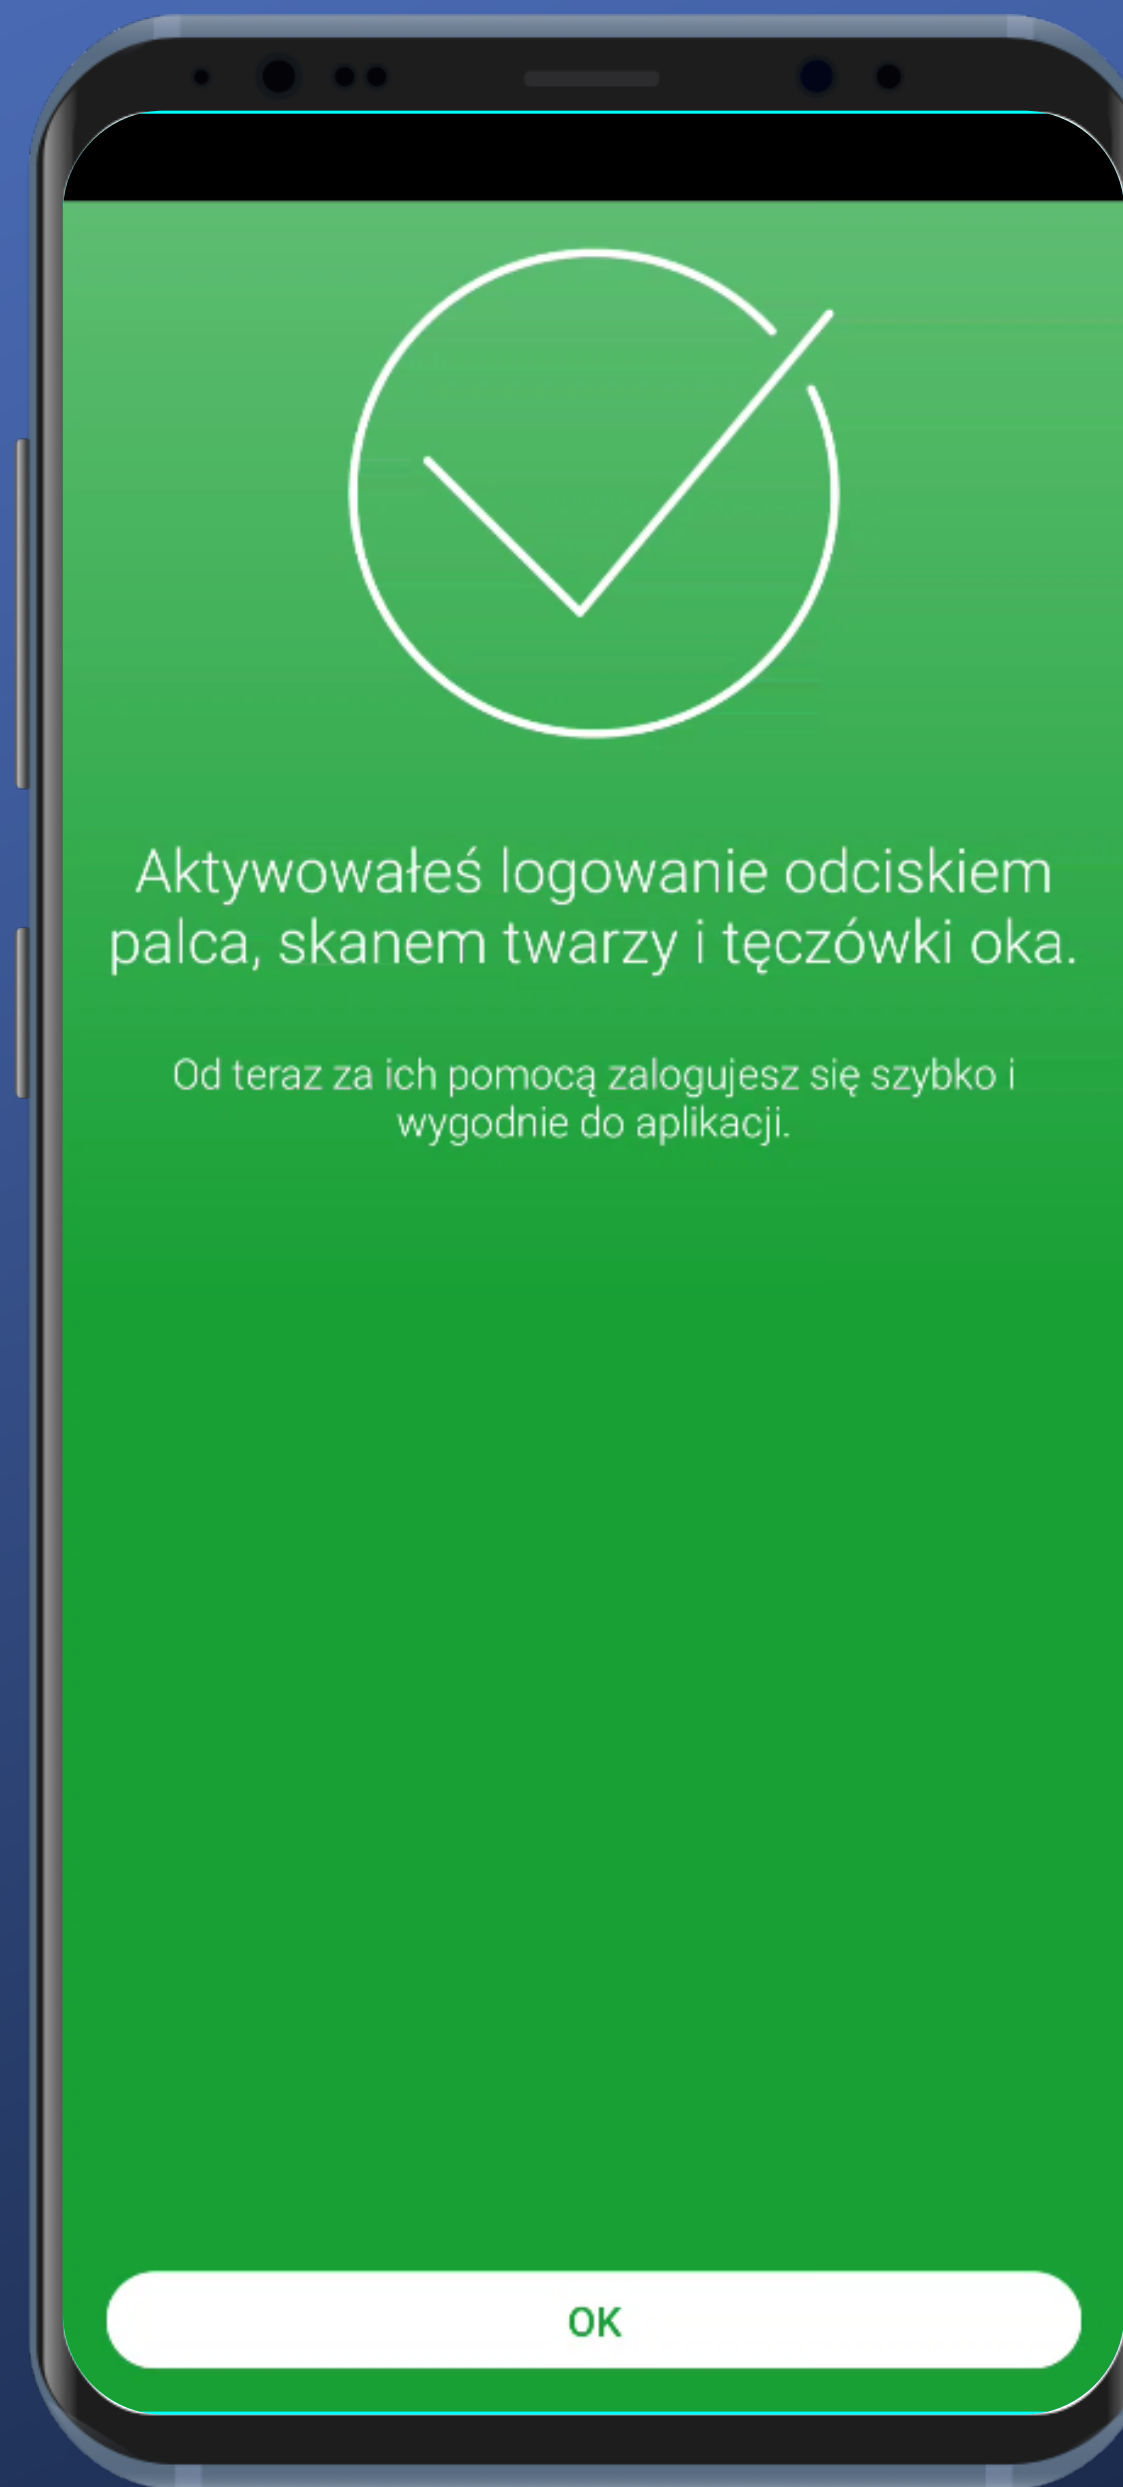 Aktywowałeś logowanie odciskiem
palca, skanem twarzy i tęczówki oka.
Od teraz za ich pomocą zalogujesz się szybko i
wygodnie do aplikacji.
OK